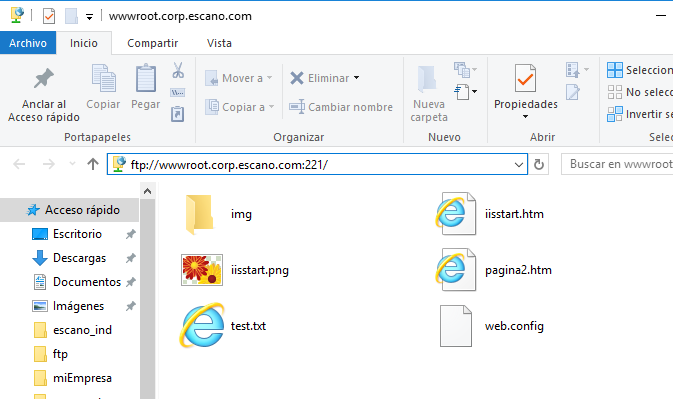 wwwroot.corp.escano.com
Archivo Inicio Compartir Vista
Anclar al Acceso rápido
Copiar
Pegar
Mover a
Copiar a
Eliminar
Cambiar nombre
Nueva carpeta
Propiedades
Seleccion
No selecc
Invertir se
Portapapeles Organizar Nuevo Abrir Selec
ftp://wwwroot.corp.escano.com:221/
Buscar en wwwroot
Acceso rápido
Escritorio
Descargas
Documentos
Imágenes
escano_ind
ftp
miEmpresa
img
iisstart.htm
iisstart.png
pagina2.htm
test.txt
web.config